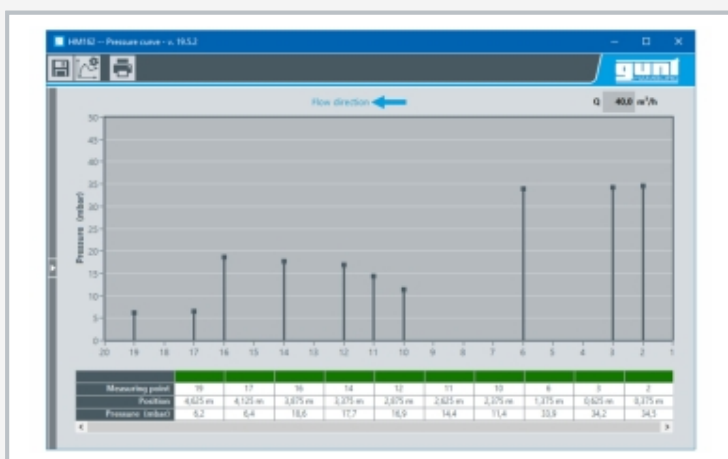 HM162 — Pressure curve - v. 19.5.2
gunt
Flow direction
Q 40,0 m³/h
Pressure (mbar)
50
45
40
35
30
25
20
15
10
5
0
20 19 18 17 16 15 14 13 12 11 10 9 8 7 6 5 4 3 2 1
Measuring point 19 17 16 14 12 11 10 6 3 2
Position 4,625 m 4,125 m 3,875 m 3,375 m 2,875 m 2,625 m 2,375 m 1,375 m 0,625 m 0,375 m
Pressure (mbar) 6,2 6,4 18,6 17,7 16,9 14,4 11,4 33,9 34,2 34,5